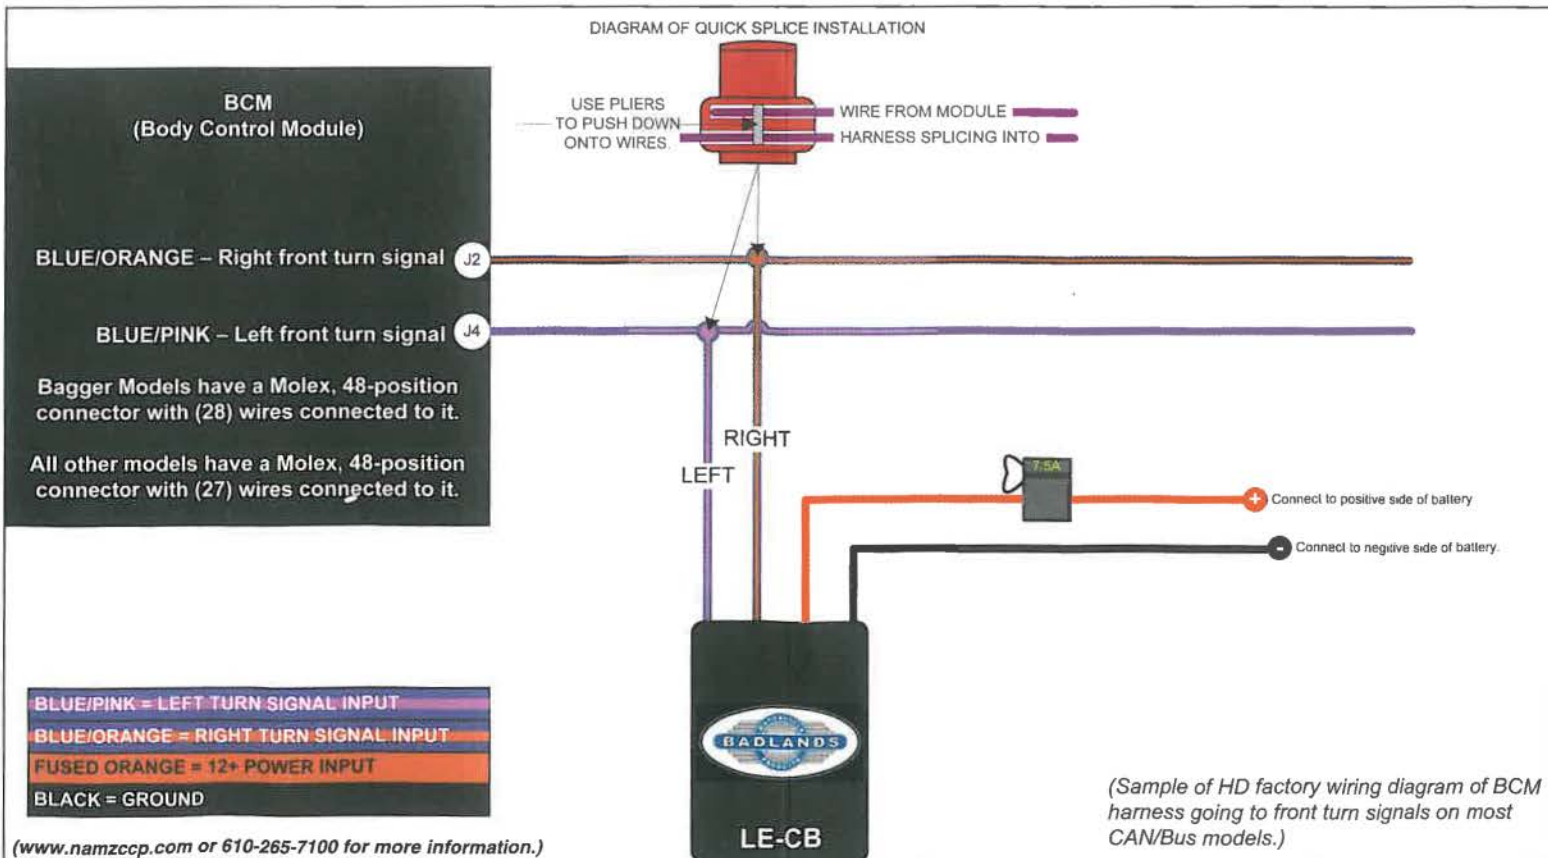 DIAGRAM OF QUICK SPLICE INSTALLATION
USE PLIERS
TO PUSH DOWN
ONTO WIRES.
WIRE FROM MODULE
HARNESS SPLICING INTO
BCM
(Body Control Module)
BLUE/ORANGE – Right front turn signal
J2
BLUE/PINK – Left front turn signal
J4
Bagger Models have a Molex, 48-position
connector with (28) wires connected to it.
All other models have a Molex, 48-position
connector with (27) wires connected to it.
RIGHT
LEFT
7.5A
+ Connect to positive side of battery
- Connect to negitive side of battery.
BLUE/PINK = LEFT TURN SIGNAL INPUT
BLUE/ORANGE = RIGHT TURN SIGNAL INPUT
FUSED ORANGE = 12+ POWER INPUT
BLACK = GROUND
BADLANDS
LE-CB
(www.namzccp.com or 610-265-7100 for more information.)
(Sample of HD factory wiring diagram of BCM
harness going to front turn signals on most
CAN/Bus models.)